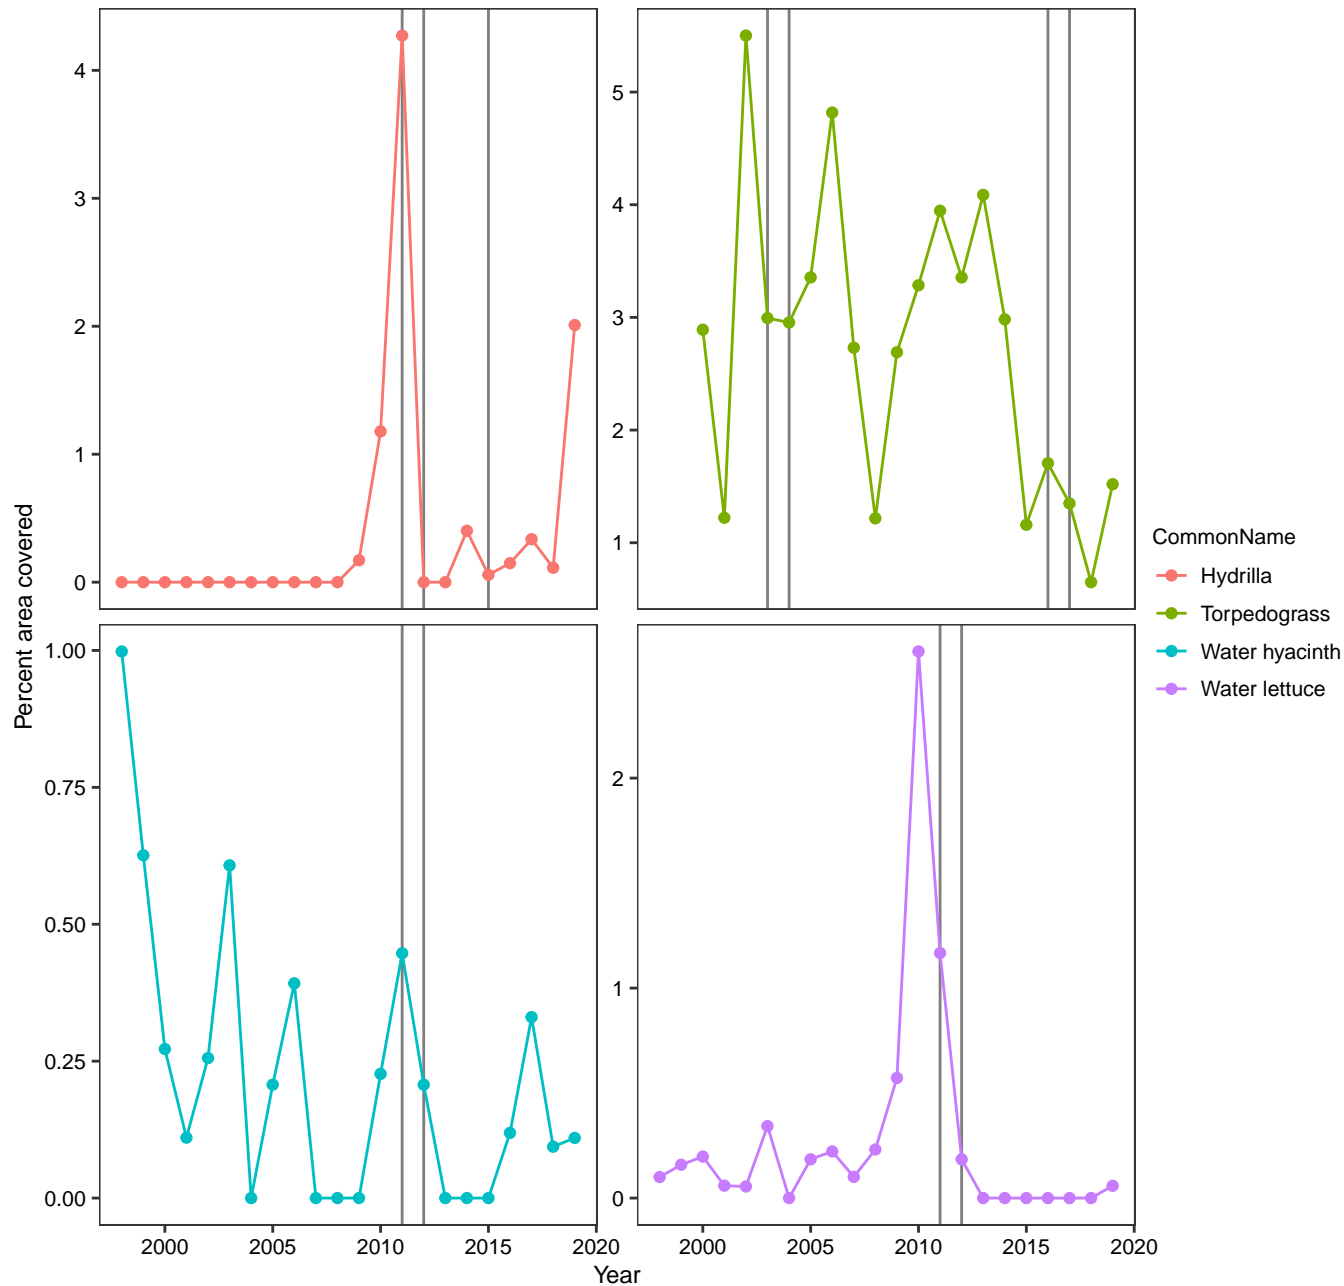 4
3
2
1
0
5
4
3
2
1
Percent area covered
1.00
0.75
0.50
0.25
0.00
2
1
0
2000 2005 2010 2015 2020
2000 2005 2010 2015 2020
Year
CommonName
Hydrilla
Torpedograss
Water hyacinth
Water lettuce